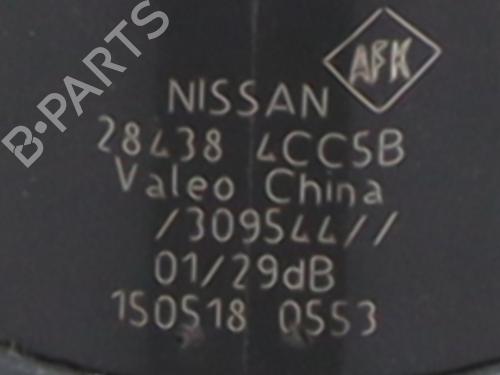 AFK
NISSAN
28438 4CC5B
Valeo China
/309544//
01/29dB
150518 0553
B-PARTS